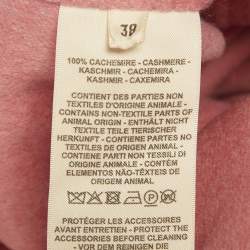 38
100% CACHEMIRE - CASHMERE -
KASCHMIR - CACHEMIRA -
KASHMIR - CAXEMIRA
CONTIENT DES PARTIES NON
TEXTILES D'ORIGINE ANIMALE -
CONTAINS NON-TEXTILE PARTS OF
ANIMAL ORIGIN - ENTHÄLT NICHT
TEXTILE TEILE TIERISCHER
HERKUNFT - CONTIENE PARTES NO
TEXTILES DE ORIGEN ANIMAL -
CONTIENE PARTI NON TESSILI DI
ORIGINE ANIMALE - CONTÉM
ELEMENTOS NÃO-TÊXTEIS DE
ORIGEM ANIMAL
PROTÉGER LES ACCESSOIRES
AVANT ENTRETIEN - PROTECT THE
ACCESSORIES BEFORE CLEANING
- VOR DEM REINIGEN DIE